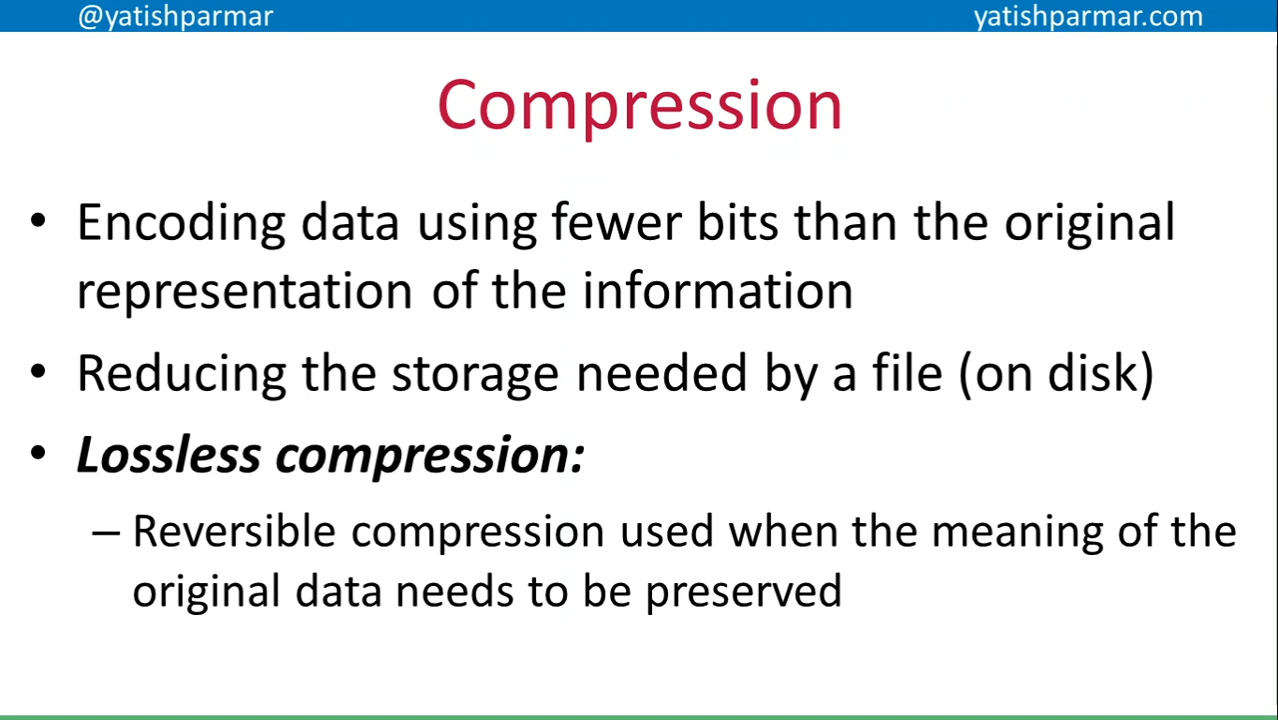 @yatishparmar yatishparmar.com
Compression
• Encoding data using fewer bits than the original
representation of the information
• Reducing the storage needed by a file (on disk)
• Lossless compression:
– Reversible compression used when the meaning of the
original data needs to be preserved